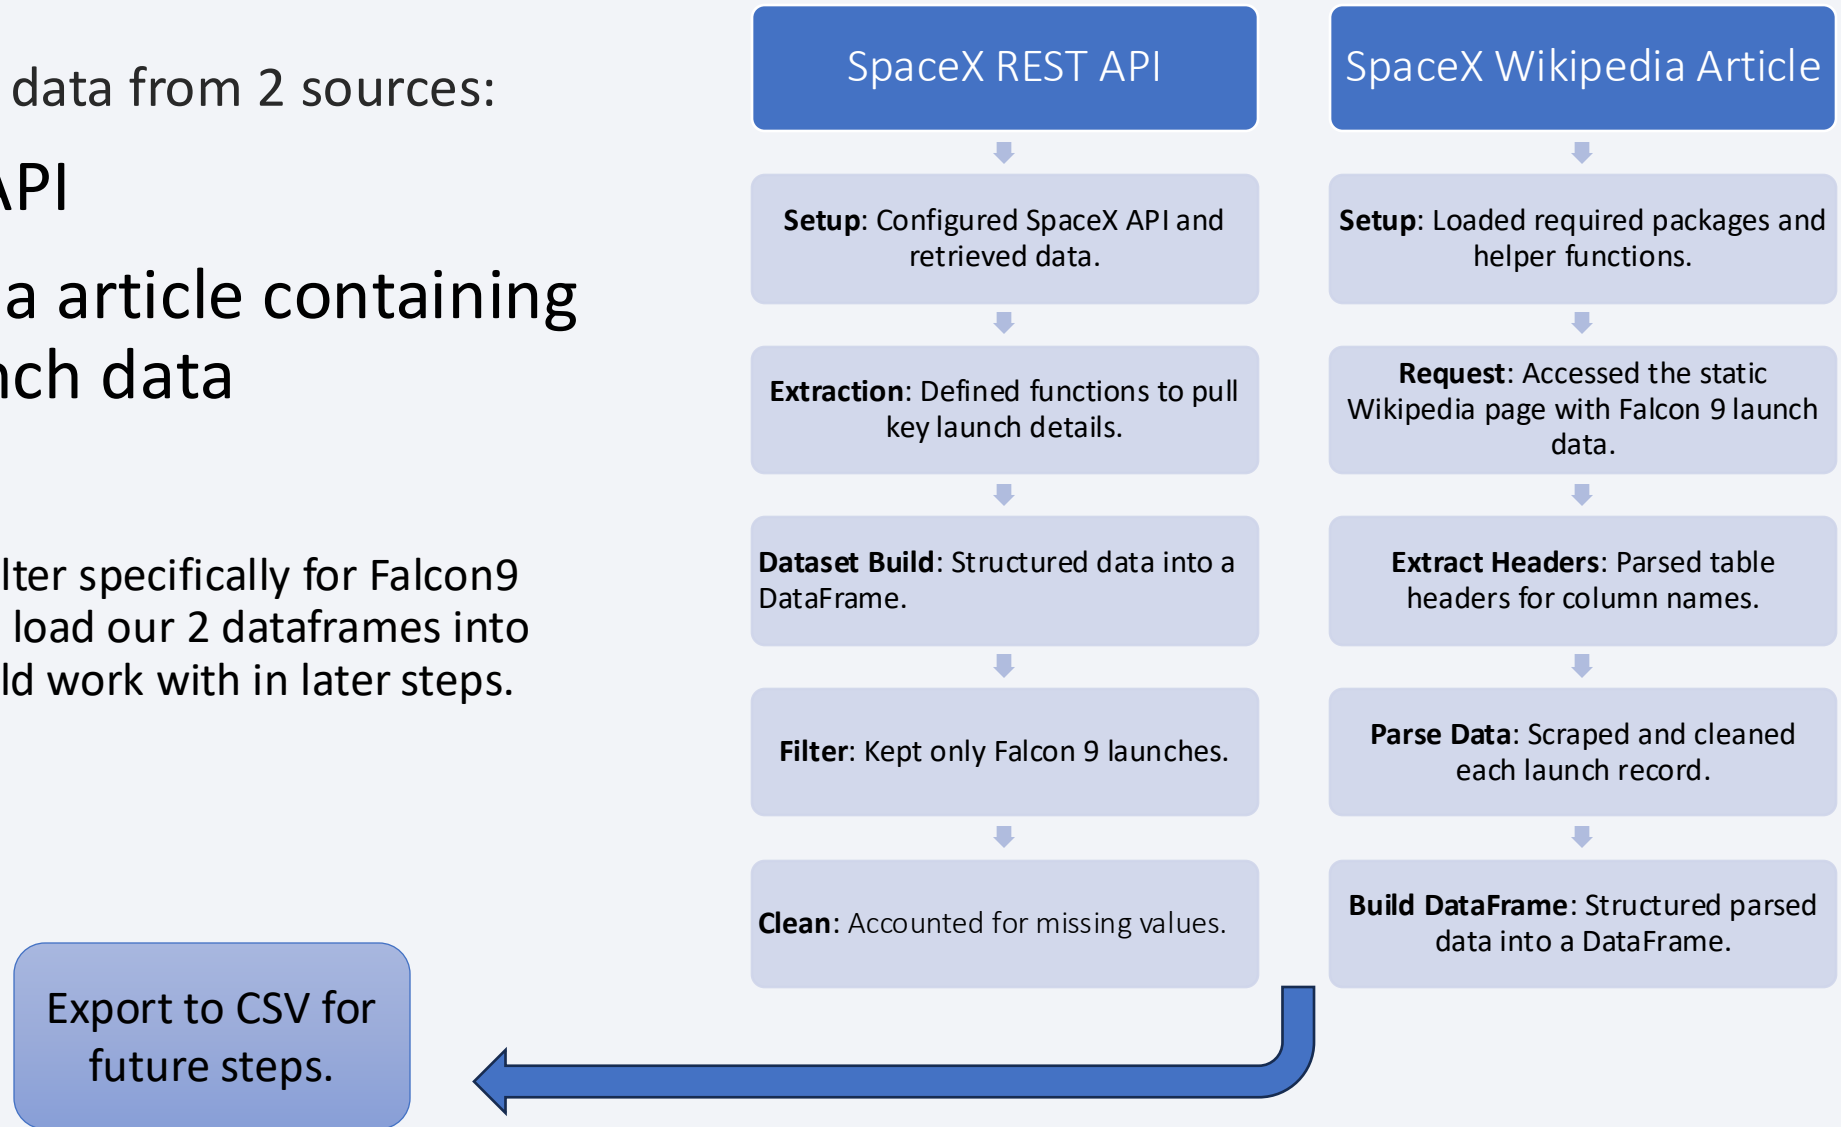 data from 2 sources:
API
a article containing
nch data
lter specifically for Falcon9
load our 2 dataframes into
ld work with in later steps.
Export to CSV for
future steps.
SpaceX REST API
Setup: Configured SpaceX API and
retrieved data.
Extraction: Defined functions to pull
key launch details.
Dataset Build: Structured data into a
DataFrame.
Filter: Kept only Falcon 9 launches.
Clean: Accounted for missing values.
SpaceX Wikipedia Article
Setup: Loaded required packages and
helper functions.
Request: Accessed the static
Wikipedia page with Falcon 9 launch
data.
Extract Headers: Parsed table
headers for column names.
Parse Data: Scraped and cleaned
each launch record.
Build DataFrame: Structured parsed
data into a DataFrame.